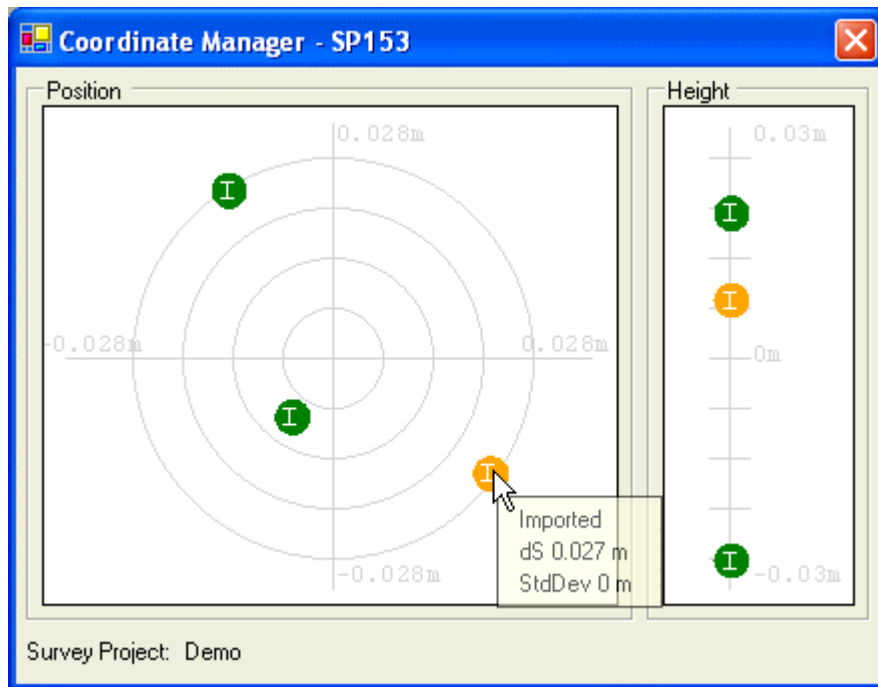 Coordinate Manager - SP153
Position
0.028m
I
-0.028m
0.028m
I
I
-0.028m
Imported
dS 0.027 m
StdDev 0 m
Height
0.03m
I
I
0m
I
-0.03m
Survey Project: Demo